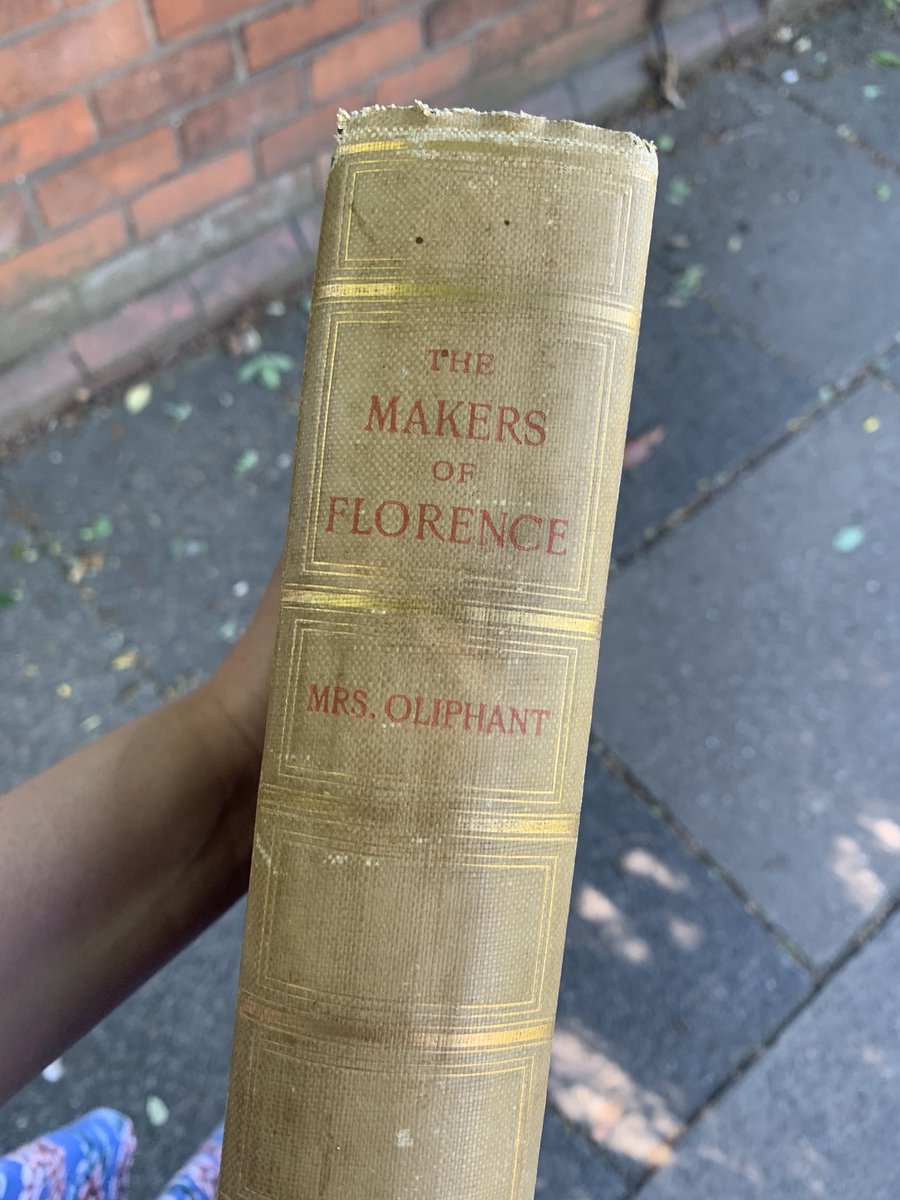 THE
MAKERS
OF
FLORENCE
MRS. OLIPHANT